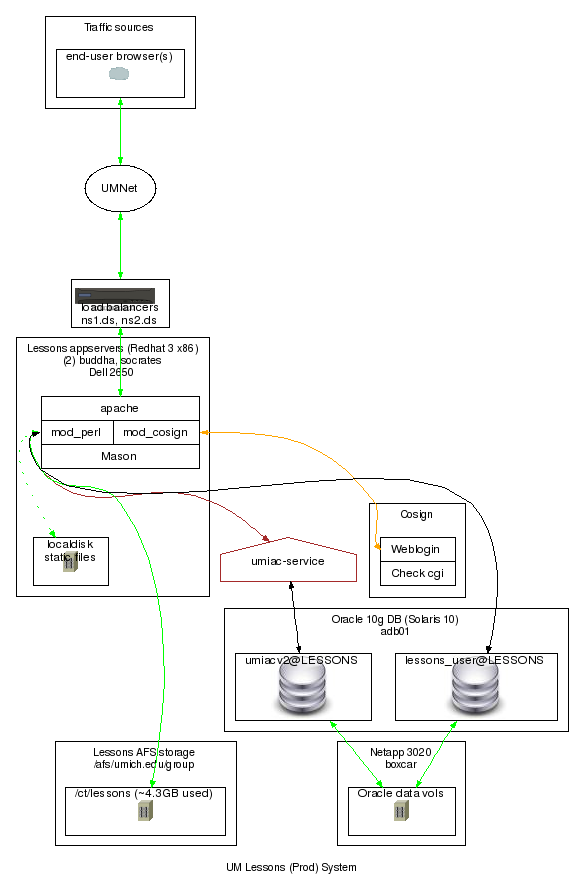 Traffic sources
end-user browser(s)
UMNet
load balancers
ns1.ds, ns2.ds
Lessons appservers (Redhat 3 x86)
(2) buddha, socrates
Dell 2650
apache
mod_perl
mod_cosign
Mason
Cosign
Weblogin
Check cgi
localdisk
static files
umiac-service
Oracle 10g DB (Solaris 10)
adb01
umiacv2@LESSONS
lessons_user@LESSONS
Lessons AFS storage
/afs/umich.edu/group
/ct/lessons (~4.3GB used)
Netapp 3020
boxcar
Oracle data vols
UM Lessons (Prod) System